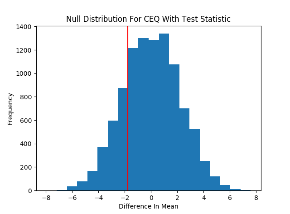 Null Distribution For CEQ With Test Statistic
1400
1200
1000
800
600
400
200
0
Frequency
−8 −6 −4 −2 0 2 4 6 8
Difference In Mean